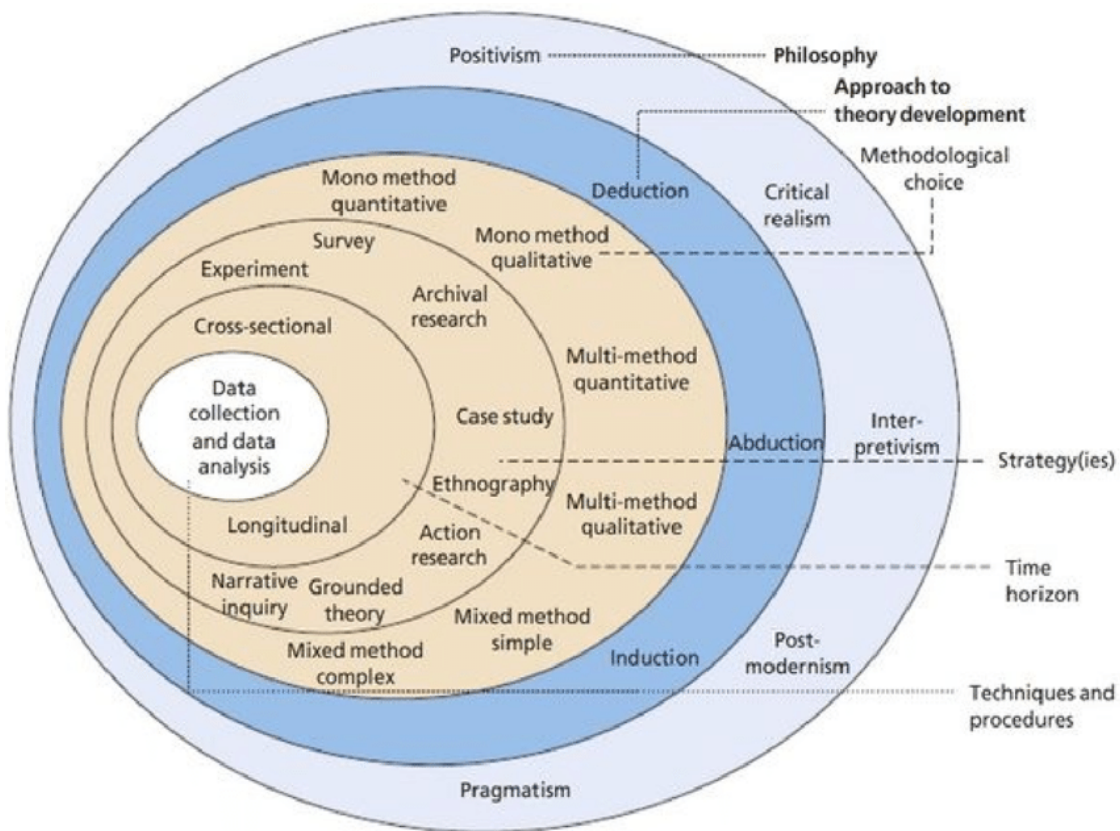 Positivism
Philosophy
Approach to
theory development
Methodological
choice
Mono method
quantitative
Deduction
Critical
realism
Survey
Mono method
qualitative
Experiment
Archival
research
Cross-sectional
Multi-method
quantitative
Data
collection
and data
analysis
Case study
Abduction
Inter-
pretivism
Strategy(ies)
Ethnography
Multi-method
qualitative
Longitudinal
Action
research
Time
horizon
Narrative
inquiry
Grounded
theory
Mixed method
simple
Mixed method
complex
Induction
Post-
modernism
Techniques and
procedures
Pragmatism